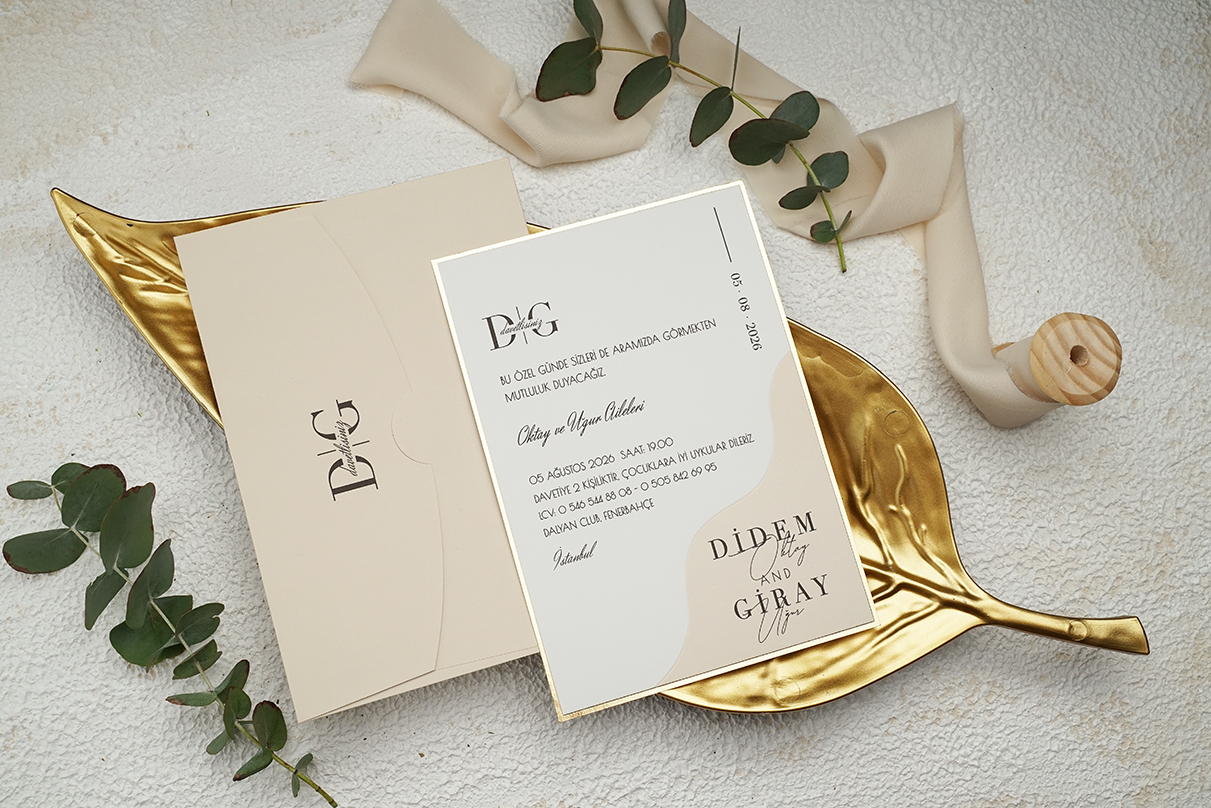 D|G
davetlisiniz
D|G
davetlisiniz
05 . 08 . 2026
BU ÖZEL GÜNDE SİZLERİ DE ARAMIZDA GÖRMEKTEN
MUTLULUK DUYACAĞIZ.
Oktay ve Uğur Aileleri
05 AĞUSTOS 2026 SAAT: 19.00
DAVETİYE 2 KİŞİLİKTİR, ÇOCUKLARA İYİ UYKULAR DİLERİZ
LCV: 0 546 544 88 08 - 0 505 842 69 95
DALYAN CLUB, FENERBAHÇE
İstanbul
DİDEM
Oktay
AND
GİRAY
Uğur